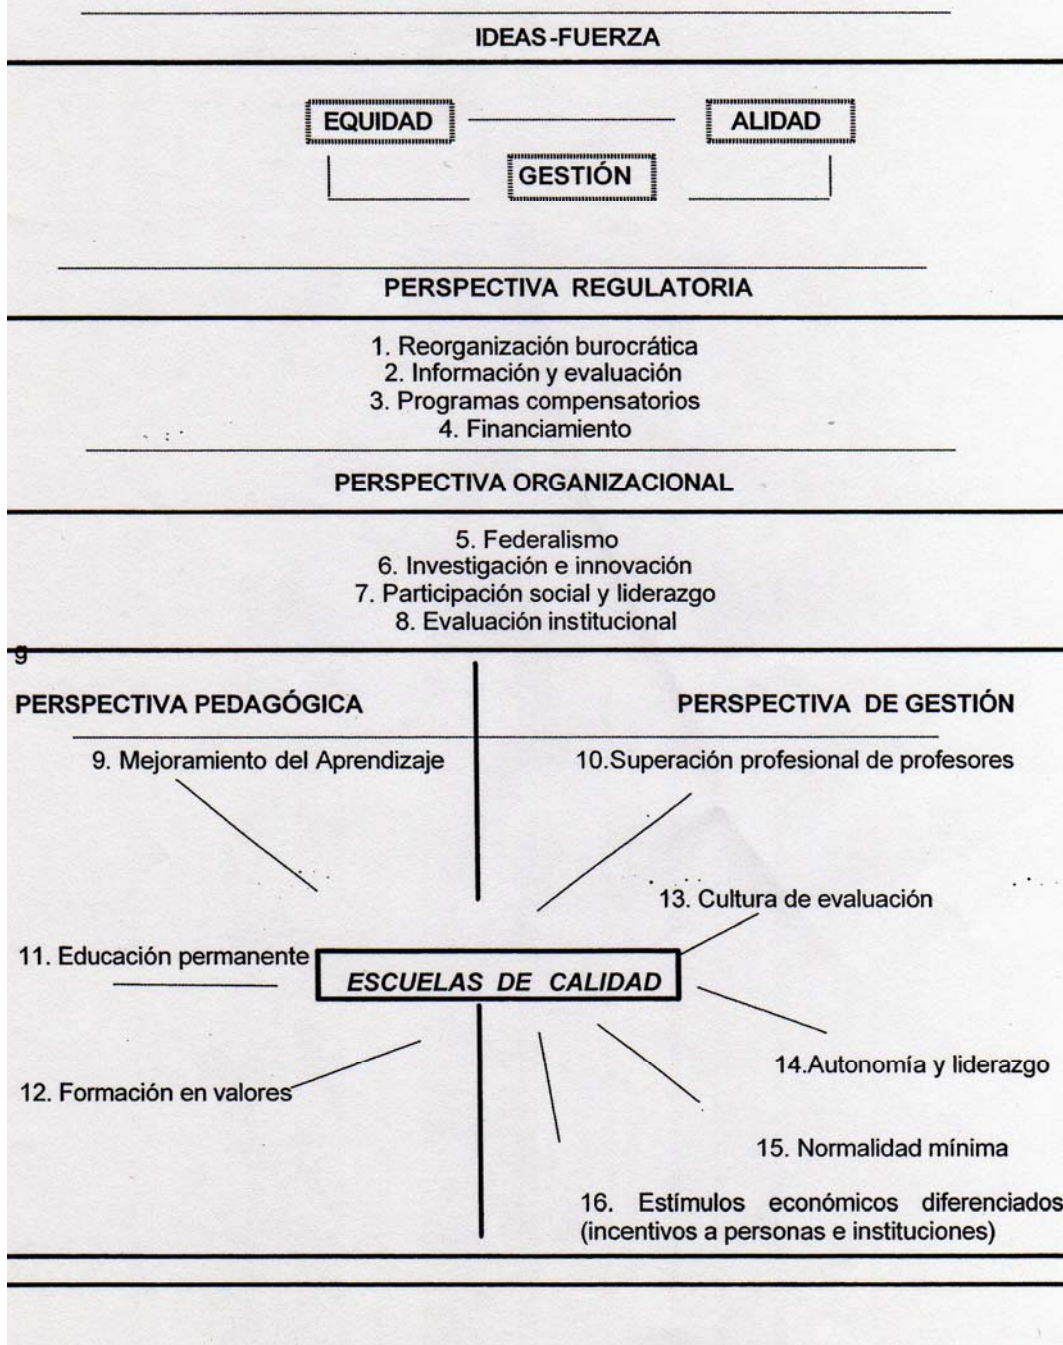 IDEAS-FUERZA
EQUIDAD
ALIDAD
GESTIÓN
PERSPECTIVA REGULATORIA
1. Reorganización burocrática
2. Información y evaluación
3. Programas compensatorios
4. Financiamiento
PERSPECTIVA ORGANIZACIONAL
5. Federalismo
6. Investigación e innovación
7. Participación social y liderazgo
8. Evaluación institucional
g
PERSPECTIVA PEDAGÓGICA
PERSPECTIVA DE GESTIÓN
9. Mejoramiento del Aprendizaje
10.Superación profesional de profesores
13. Cultura de evaluación
11. Educación permanente
ESCUELAS DE CALIDAD
14.Autonomía y liderazgo
12. Formación en valores
15. Normalidad mínima
16. Estímulos económicos diferenciados
(incentivos a personas e instituciones)